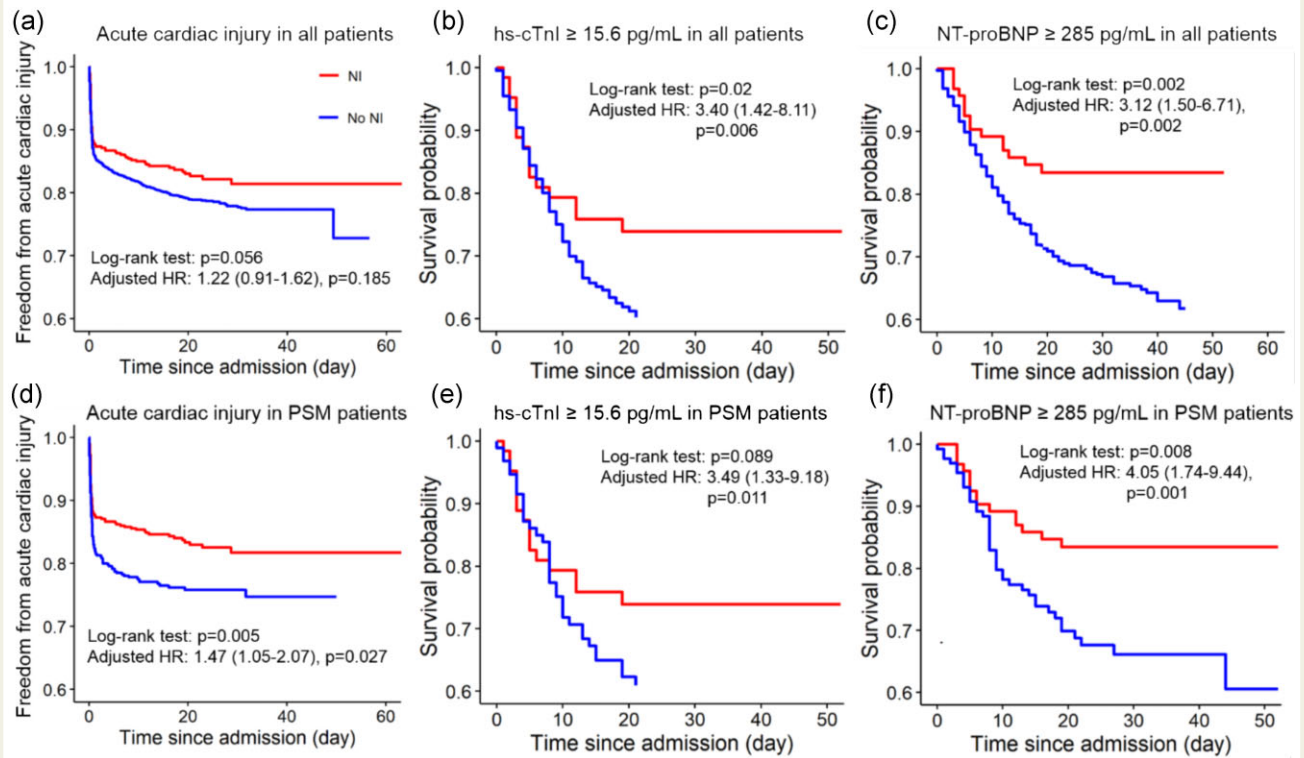 (a)
Acute cardiac injury in all patients
Freedom from acute cardiac injury
1.0
0.9
0.8
0.7
0.6
NI
No NI
Log-rank test: p=0.056
Adjusted HR: 1.22 (0.91-1.62), p=0.185
0 20 40 60
Time since admission (day)
(b)
hs-cTnI ≥ 15.6 pg/mL in all patients
Survival probability
1.0
0.9
0.8
0.7
0.6
Log-rank test: p=0.02
Adjusted HR: 3.40 (1.42-8.11)
p=0.006
0 10 20 30 40 50
Time since admission (day)
(c)
NT-proBNP ≥ 285 pg/mL in all patients
Survival probability
1.0
0.9
0.8
0.7
0.6
Log-rank test: p=0.002
Adjusted HR: 3.12 (1.50-6.71),
p=0.002
0 10 20 30 40 50 60
Time since admission (day)
(d)
Acute cardiac injury in PSM patients
Freedom from acute cardiac injury
1.0
0.9
0.8
0.7
0.6
Log-rank test: p=0.005
Adjusted HR: 1.47 (1.05-2.07), p=0.027
0 20 40 60
Time since admission (day)
(e)
hs-cTnI ≥ 15.6 pg/mL in PSM patients
Survival probability
1.0
0.9
0.8
0.7
0.6
Log-rank test: p=0.089
Adjusted HR: 3.49 (1.33-9.18)
p=0.011
0 10 20 30 40 50
Time since admission (day)
(f)
NT-proBNP ≥ 285 pg/mL in PSM patients
Survival probability
1.0
0.9
0.8
0.7
0.6
Log-rank test: p=0.008
Adjusted HR: 4.05 (1.74-9.44),
p=0.001
0 10 20 30 40 50
Time since admission (day)